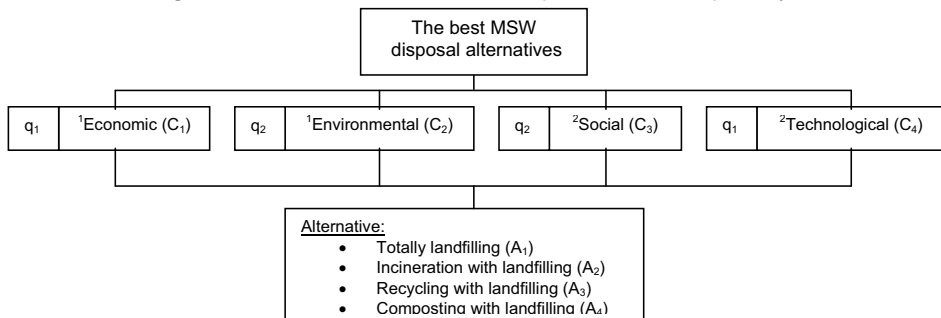 The best MSW
disposal alternatives
q₁ ¹Economic (C₁) q₂ ¹Environmental (C₂) q₂ ²Social (C₃) q₁ ²Technological (C₄)
Alternative:
• Totally landfilling (A₁)
• Incineration with landfilling (A₂)
• Recycling with landfilling (A₃)
• Composting with landfilling (A₄)